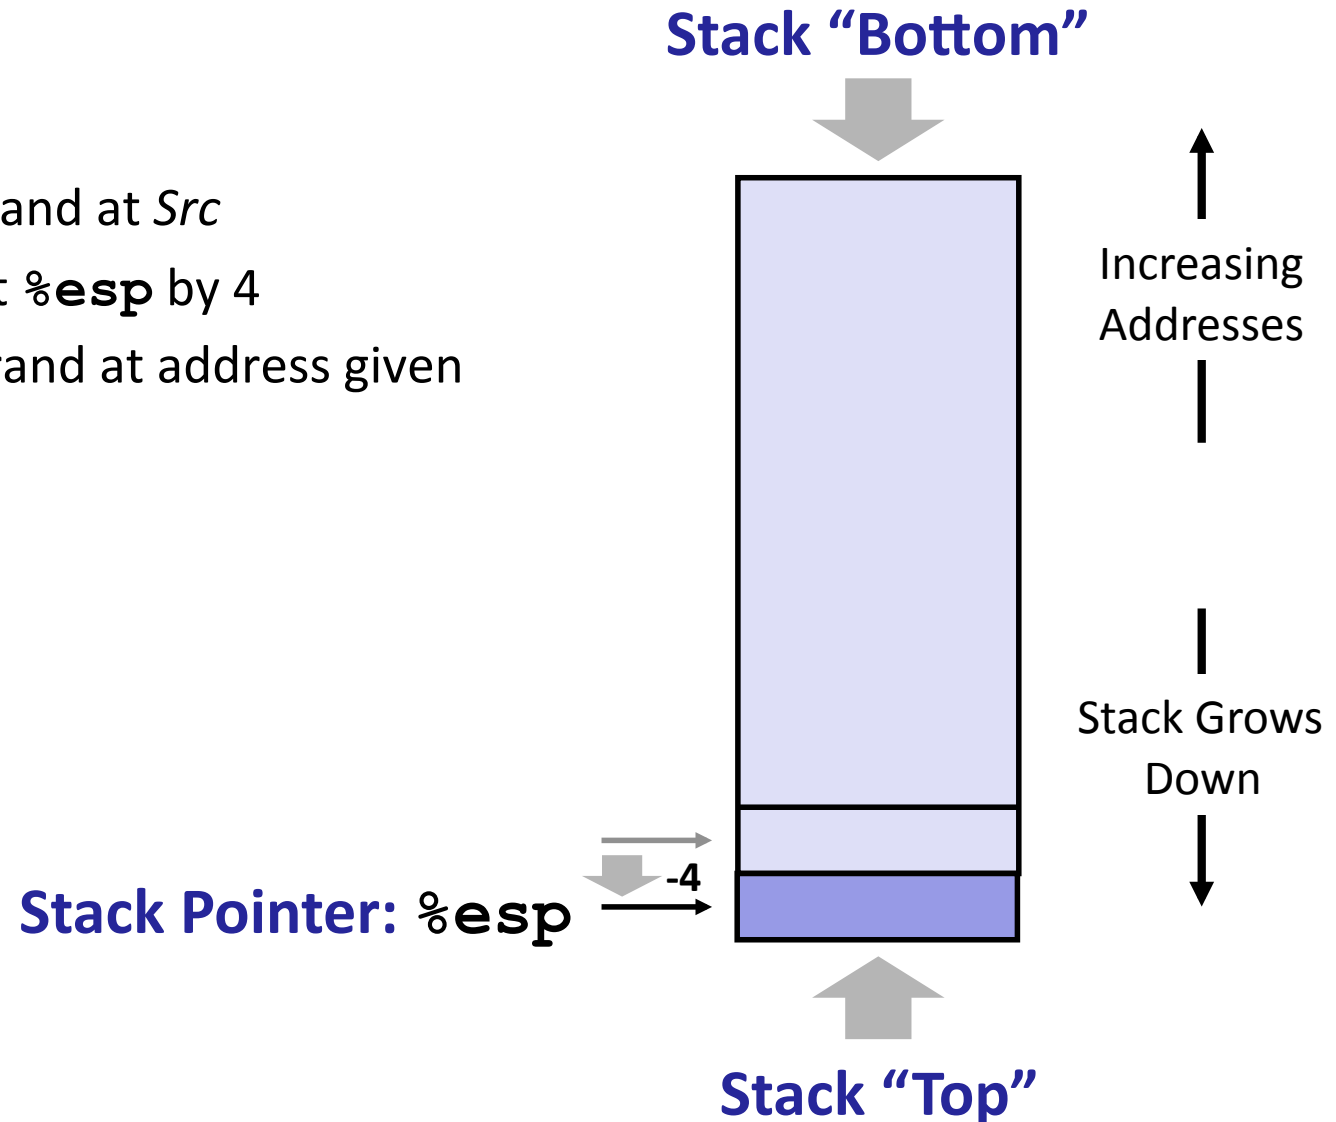 Stack “Bottom”
and at Src
%esp by 4
and at address given
Increasing
Addresses
Stack Grows
Down
-4
Stack Pointer: %esp
Stack “Top”